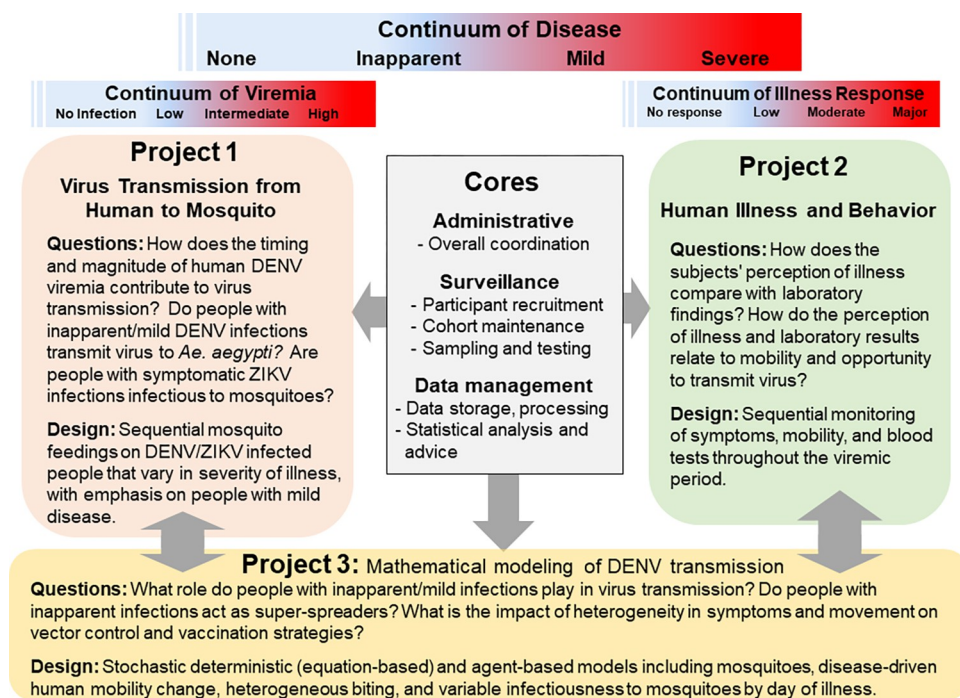 Continuum of Disease
None Inapparent Mild Severe
Continuum of Viremia
No Infection Low Intermediate High
Continuum of Illness Response
No response Low Moderate Major
Project 1
Virus Transmission from
Human to Mosquito
Questions: How does the timing
and magnitude of human DENV
viremia contribute to virus
transmission? Do people with
inapparent/mild DENV infections
transmit virus to Ae. aegypti? Are
people with symptomatic ZIKV
infections infectious to mosquitoes?
Design: Sequential mosquito
feedings on DENV/ZIKV infected
people that vary in severity of illness,
with emphasis on people with mild
disease.
Cores
Administrative
- Overall coordination
Surveillance
- Participant recruitment
- Cohort maintenance
- Sampling and testing
Data management
- Data storage, processing
- Statistical analysis and
advice
Project 2
Human Illness and Behavior
Questions: How does the
subjects' perception of illness
compare with laboratory
findings? How do the perception
of illness and laboratory results
relate to mobility and opportunity
to transmit virus?
Design: Sequential monitoring
of symptoms, mobility, and blood
tests throughout the viremic
period.
Project 3: Mathematical modeling of DENV transmission
Questions: What role do people with inapparent/mild infections play in virus transmission? Do people with
inapparent infections act as super-spreaders? What is the impact of heterogeneity in symptoms and movement on
vector control and vaccination strategies?
Design: Stochastic deterministic (equation-based) and agent-based models including mosquitoes, disease-driven
human mobility change, heterogeneous biting, and variable infectiousness to mosquitoes by day of illness.